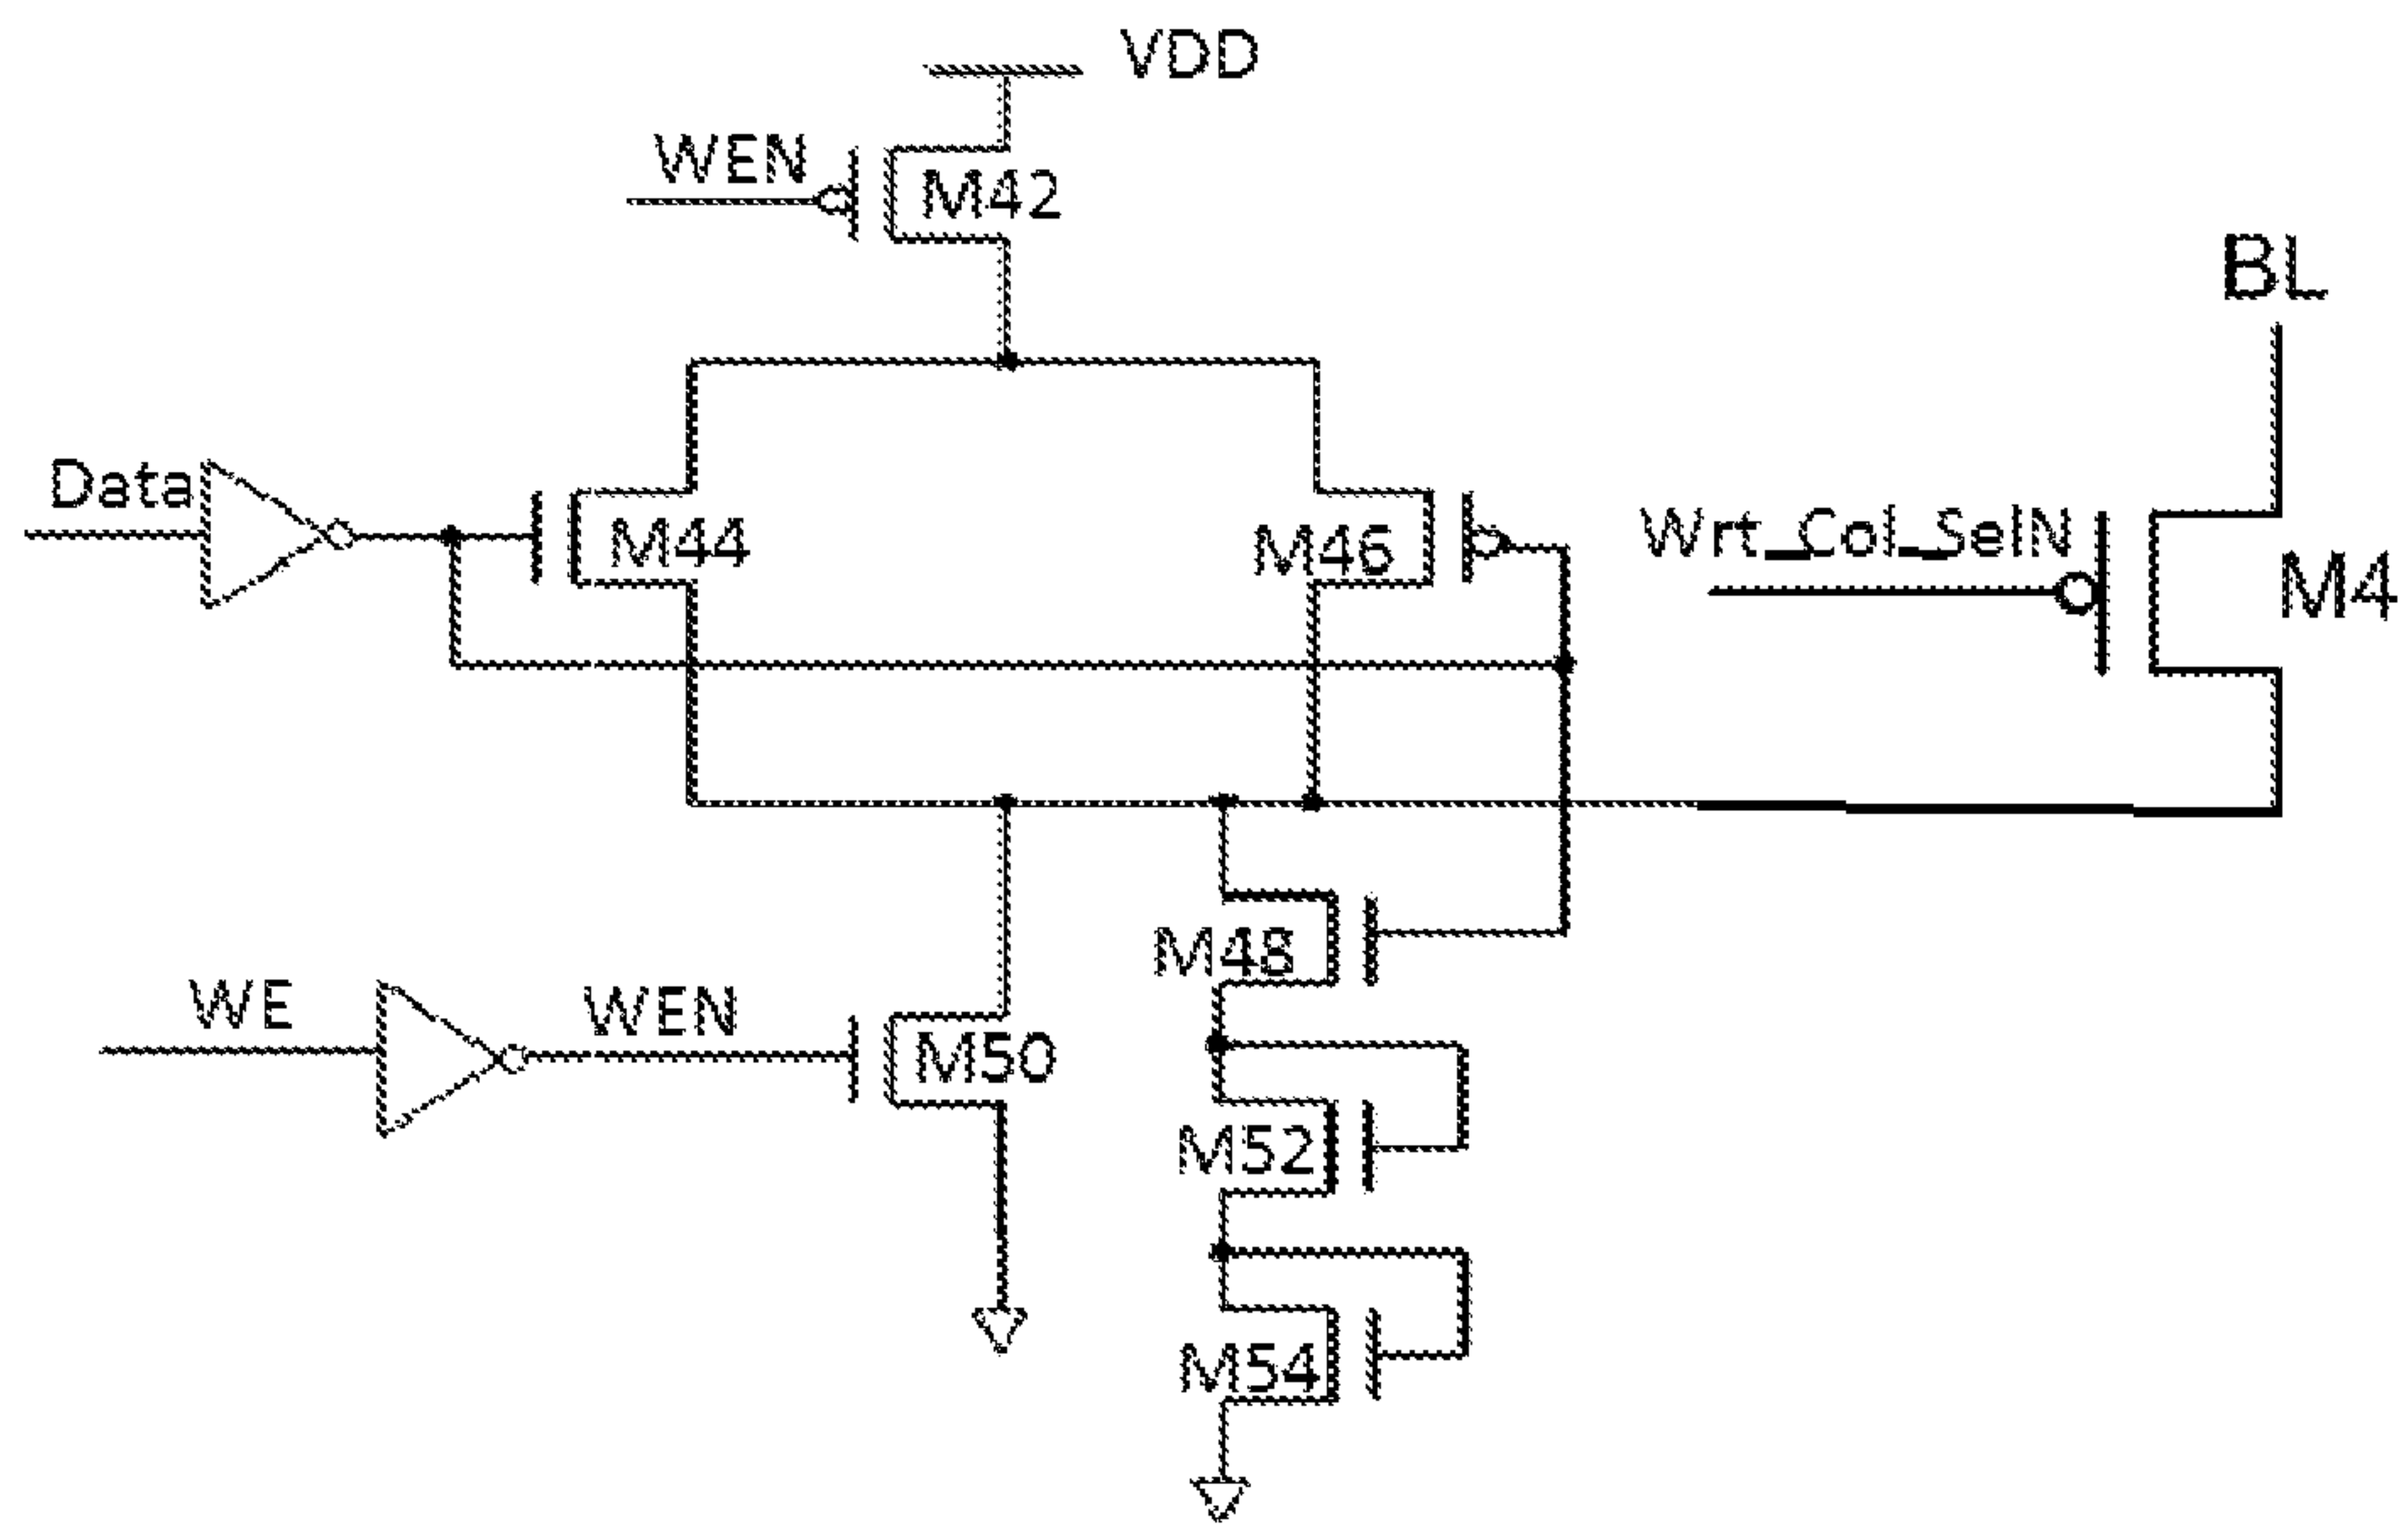 VDD
WEN
M42
BL
Data
M44
M46
Wrt_Col_SelN
M4
M48
WE
WEN
M50
M52
M54